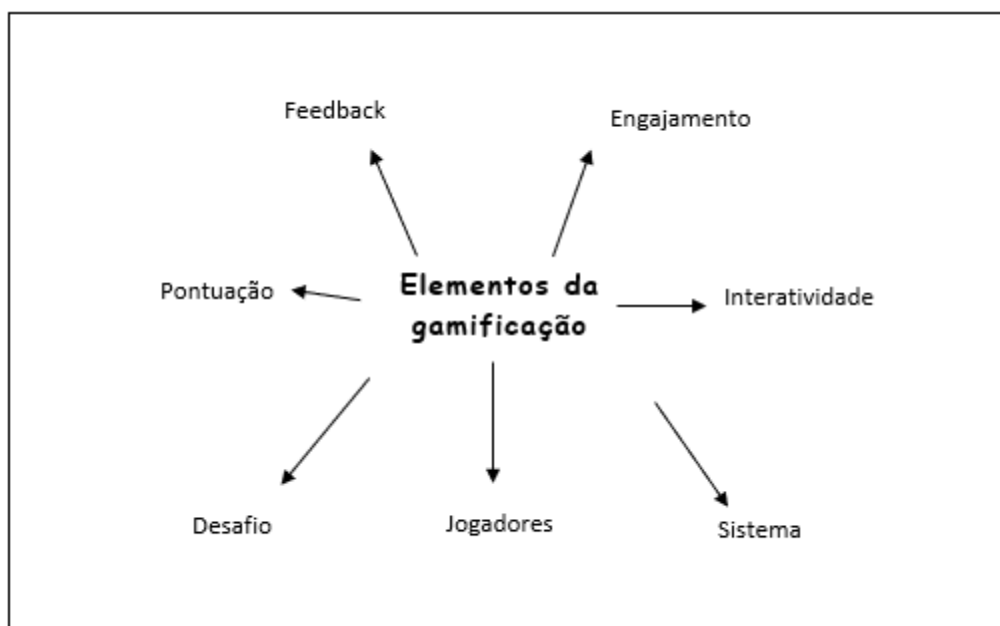 Feedback
Engajamento
Pontuação
Elementos da
gamificação
Interatividade
Desafio
Jogadores
Sistema